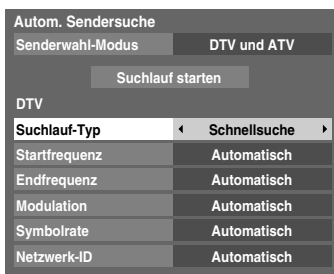 Autom. Sendersuche
Senderwahl-Modus DTV und ATV
Suchlauf starten
DTV
Suchlauf-Typ Schnellsuche
Startfrequenz Automatisch
Endfrequenz Automatisch
Modulation Automatisch
Symbolrate Automatisch
Netzwerk-ID Automatisch